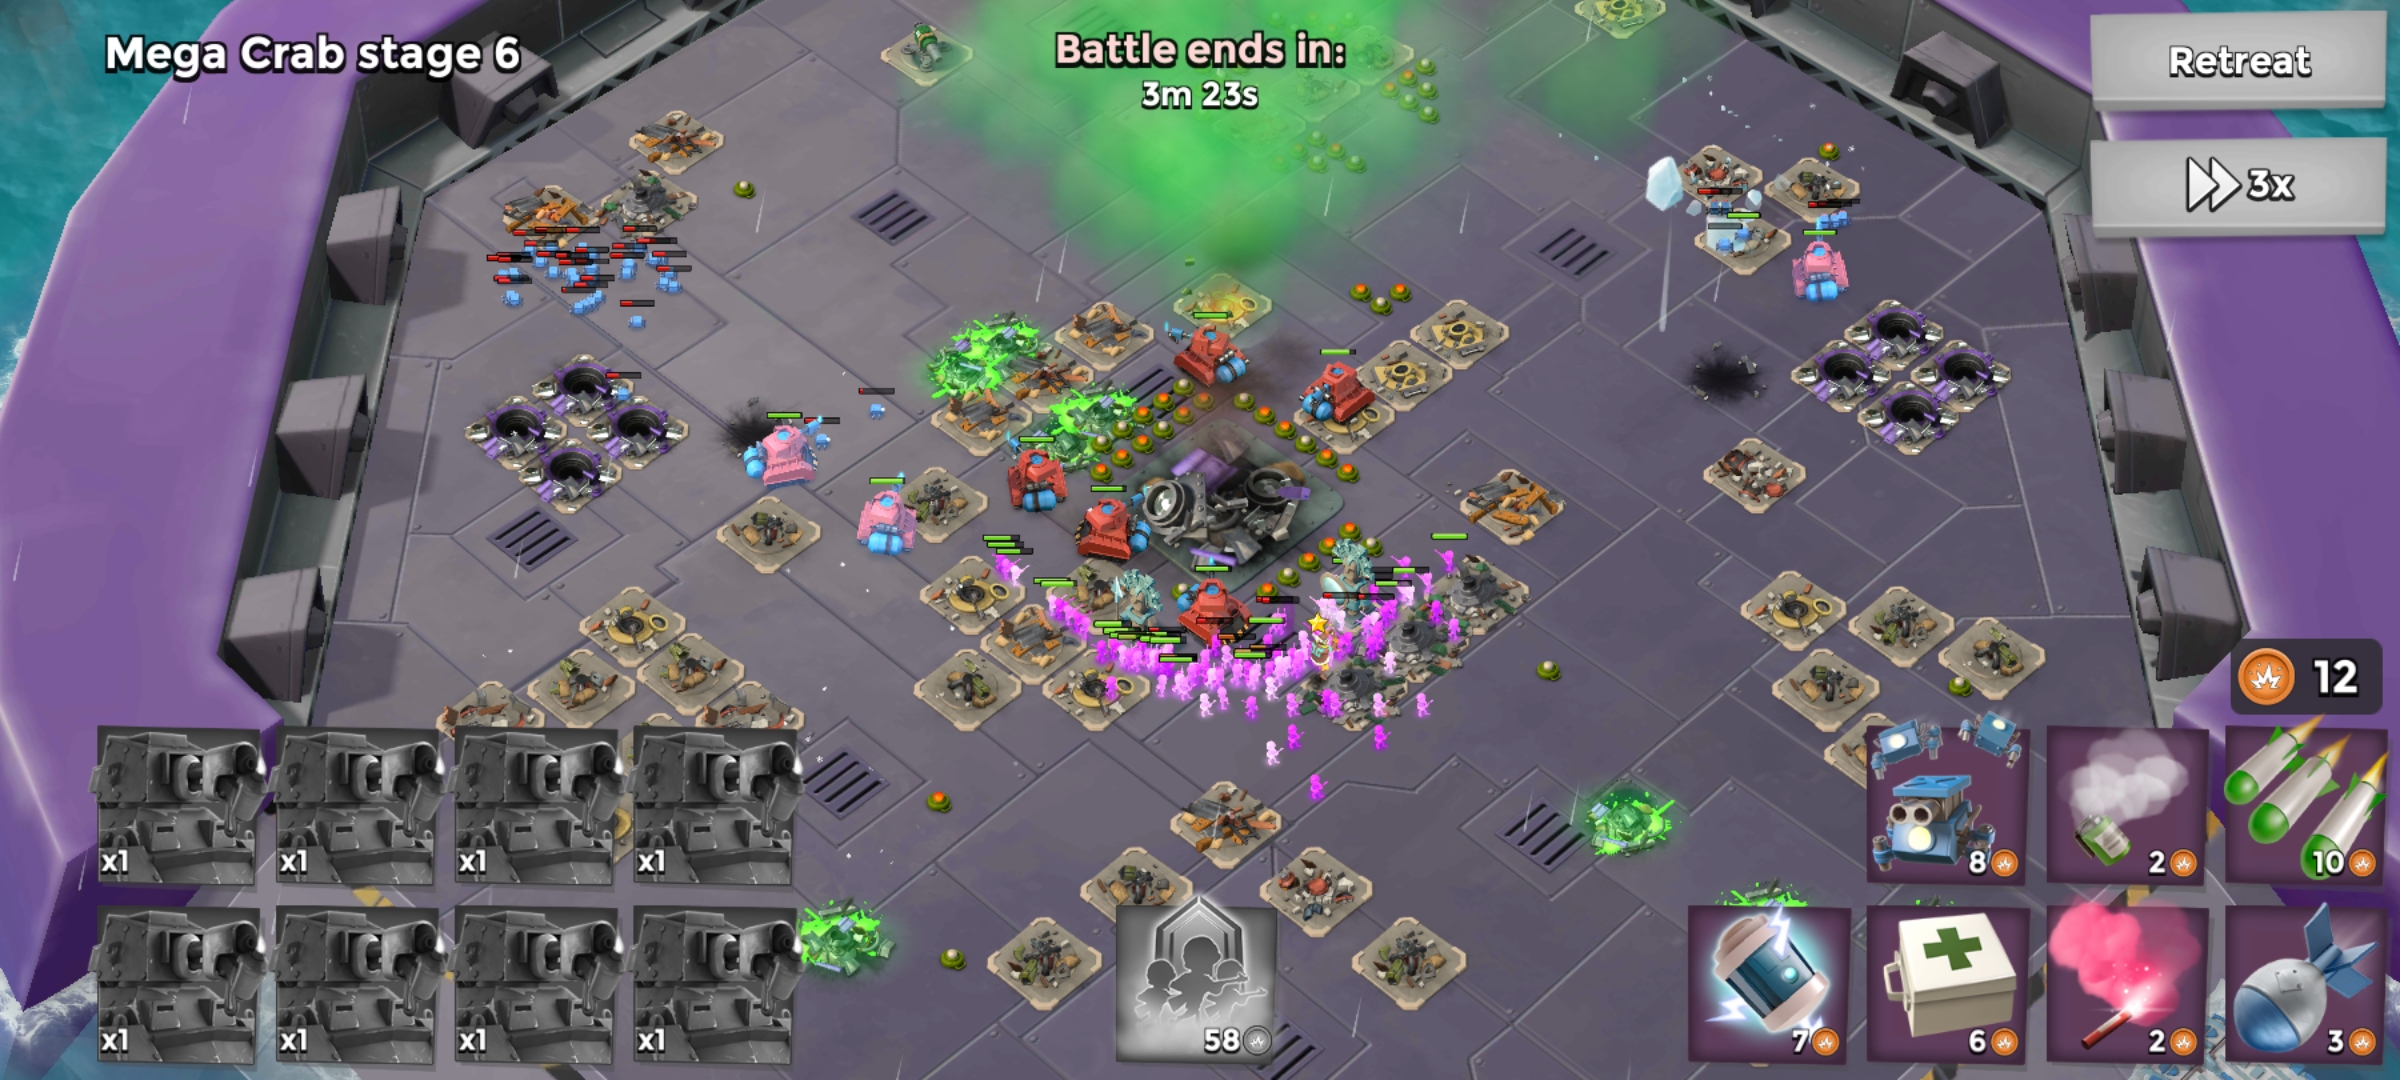 Mega Crab stage 6
Battle ends in:
3m 23s
Retreat
3x
12
x1
x1
x1
x1
8
2
10
x1
x1
x1
x1
58
7
6
2
3